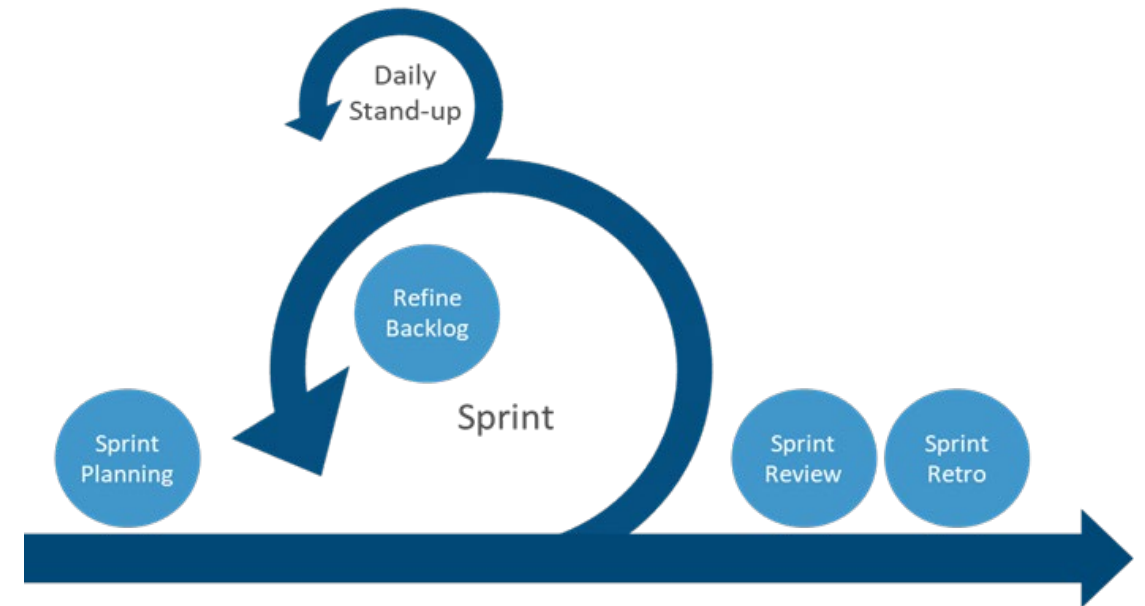 Daily
Stand-up
Refine
Backlog
Sprint
Sprint
Planning
Sprint
Review
Sprint
Retro